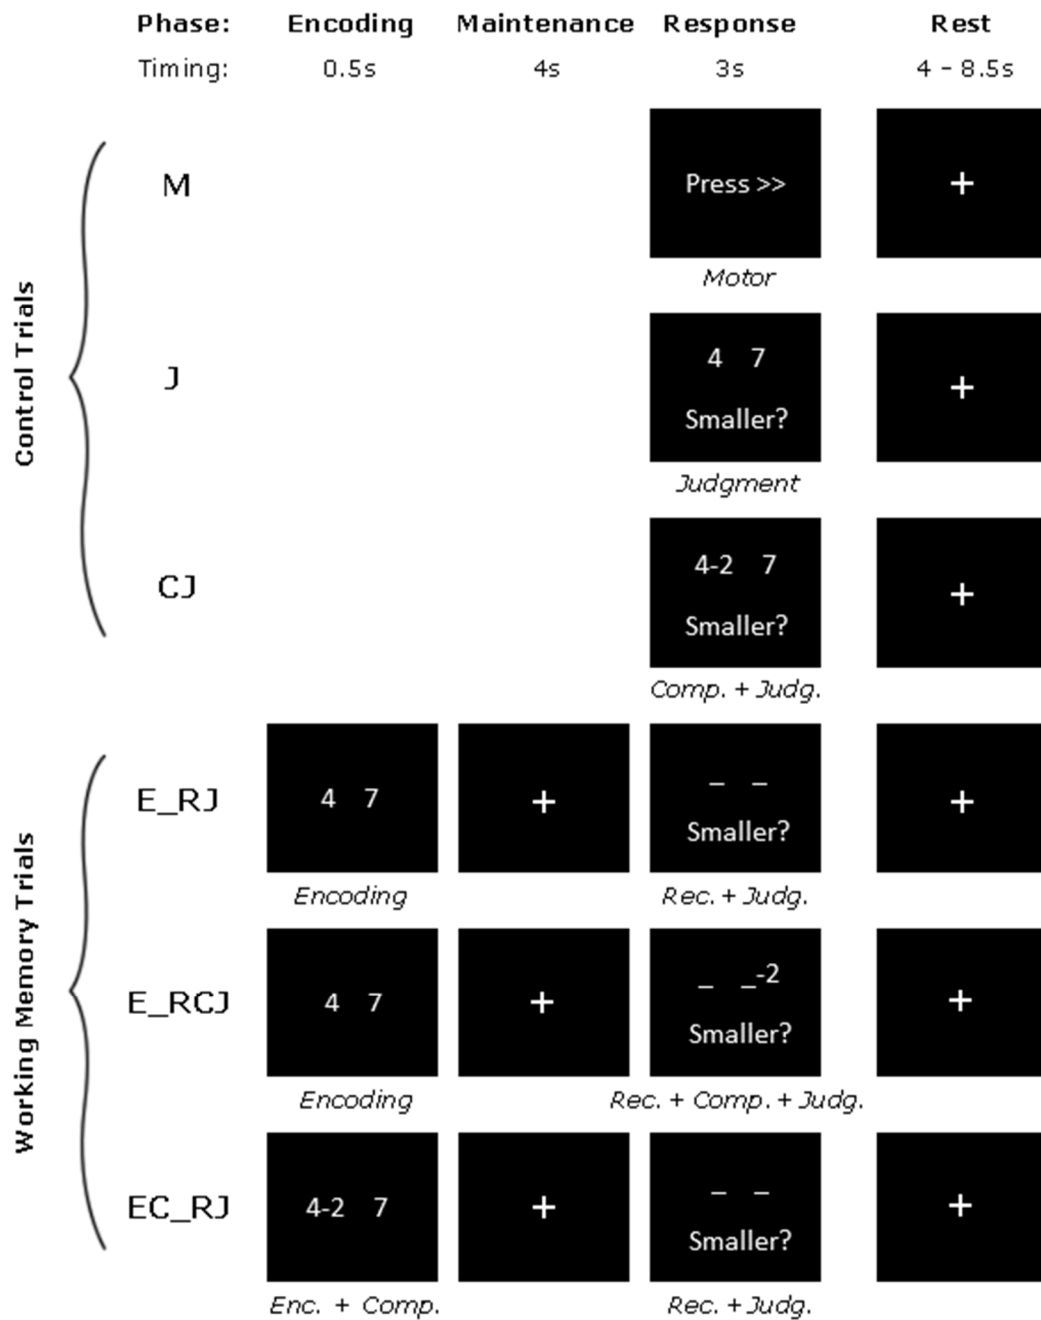 Phase: Encoding Maintenance Response Rest
Timing: 0.5s 4s 3s 4 – 8.5s
Control Trials
M
Press >>
+
Motor
J
4 7
Smaller?
+
Judgment
CJ
4-2 7
Smaller?
+
Comp. + Judg.
Working Memory Trials
E_RJ
4 7
+
_ _
Smaller?
+
Encoding Rec. + Judg.
E_RCJ
4 7
+
_ _-2
Smaller?
+
Encoding Rec. + Comp. + Judg.
EC_RJ
4-2 7
+
_ _
Smaller?
+
Enc. + Comp. Rec. + Judg.